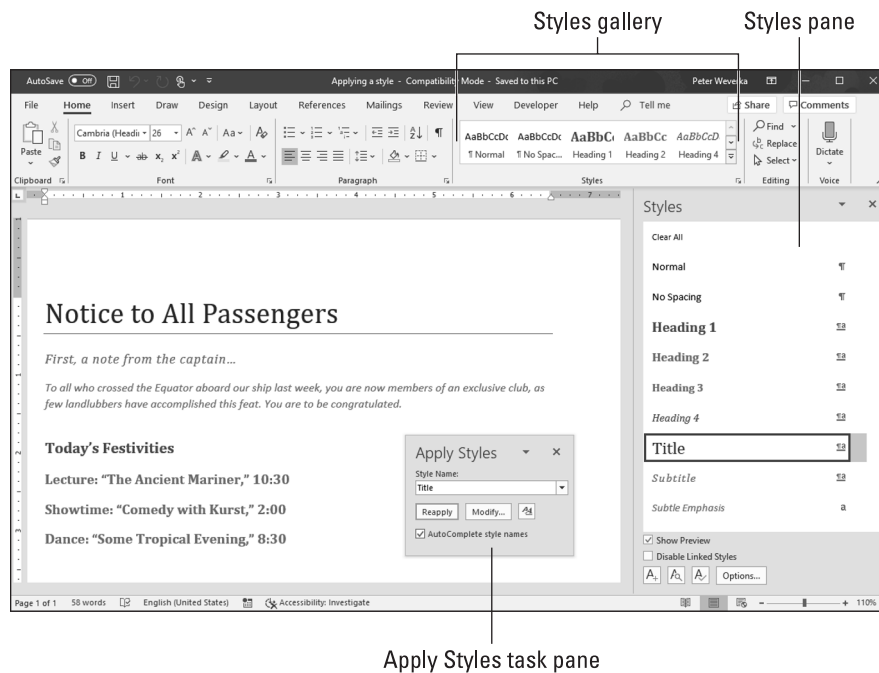 Styles gallery
Styles pane
AutoSave Off
Applying a style - Compatibility Mode - Saved to this PC
Peter Weverka
File Home Insert Draw Design Layout References Mailings Review View Developer Help Tell me Share Comments
Paste
Cambria (Headi 26
AaBbCcDc AaBbCcDc AaBbC AaBbCc AaBbCcD
¶ Normal ¶ No Spac... Heading 1 Heading 2 Heading 4
Find
Replace
Select
Dictate
Clipboard Font Paragraph Styles Editing Voice
1 2 3 4 5 6 7
Notice to All Passengers
First, a note from the captain…
To all who crossed the Equator aboard our ship last week, you are now members of an exclusive club, as
few landlubbers have accomplished this feat. You are to be congratulated.
Today’s Festivities
Lecture: “The Ancient Mariner,” 10:30
Showtime: “Comedy with Kurst,” 2:00
Dance: “Some Tropical Evening,” 8:30
Apply Styles
Style Name:
Title
Reapply Modify...
AutoComplete style names
Styles
Clear All
Normal
No Spacing
Heading 1
Heading 2
Heading 3
Heading 4
Title
Subtitle
Subtle Emphasis
Show Preview
Disable Linked Styles
Options...
Page 1 of 1 58 words English (United States) Accessibility: Investigate 110%
Apply Styles task pane